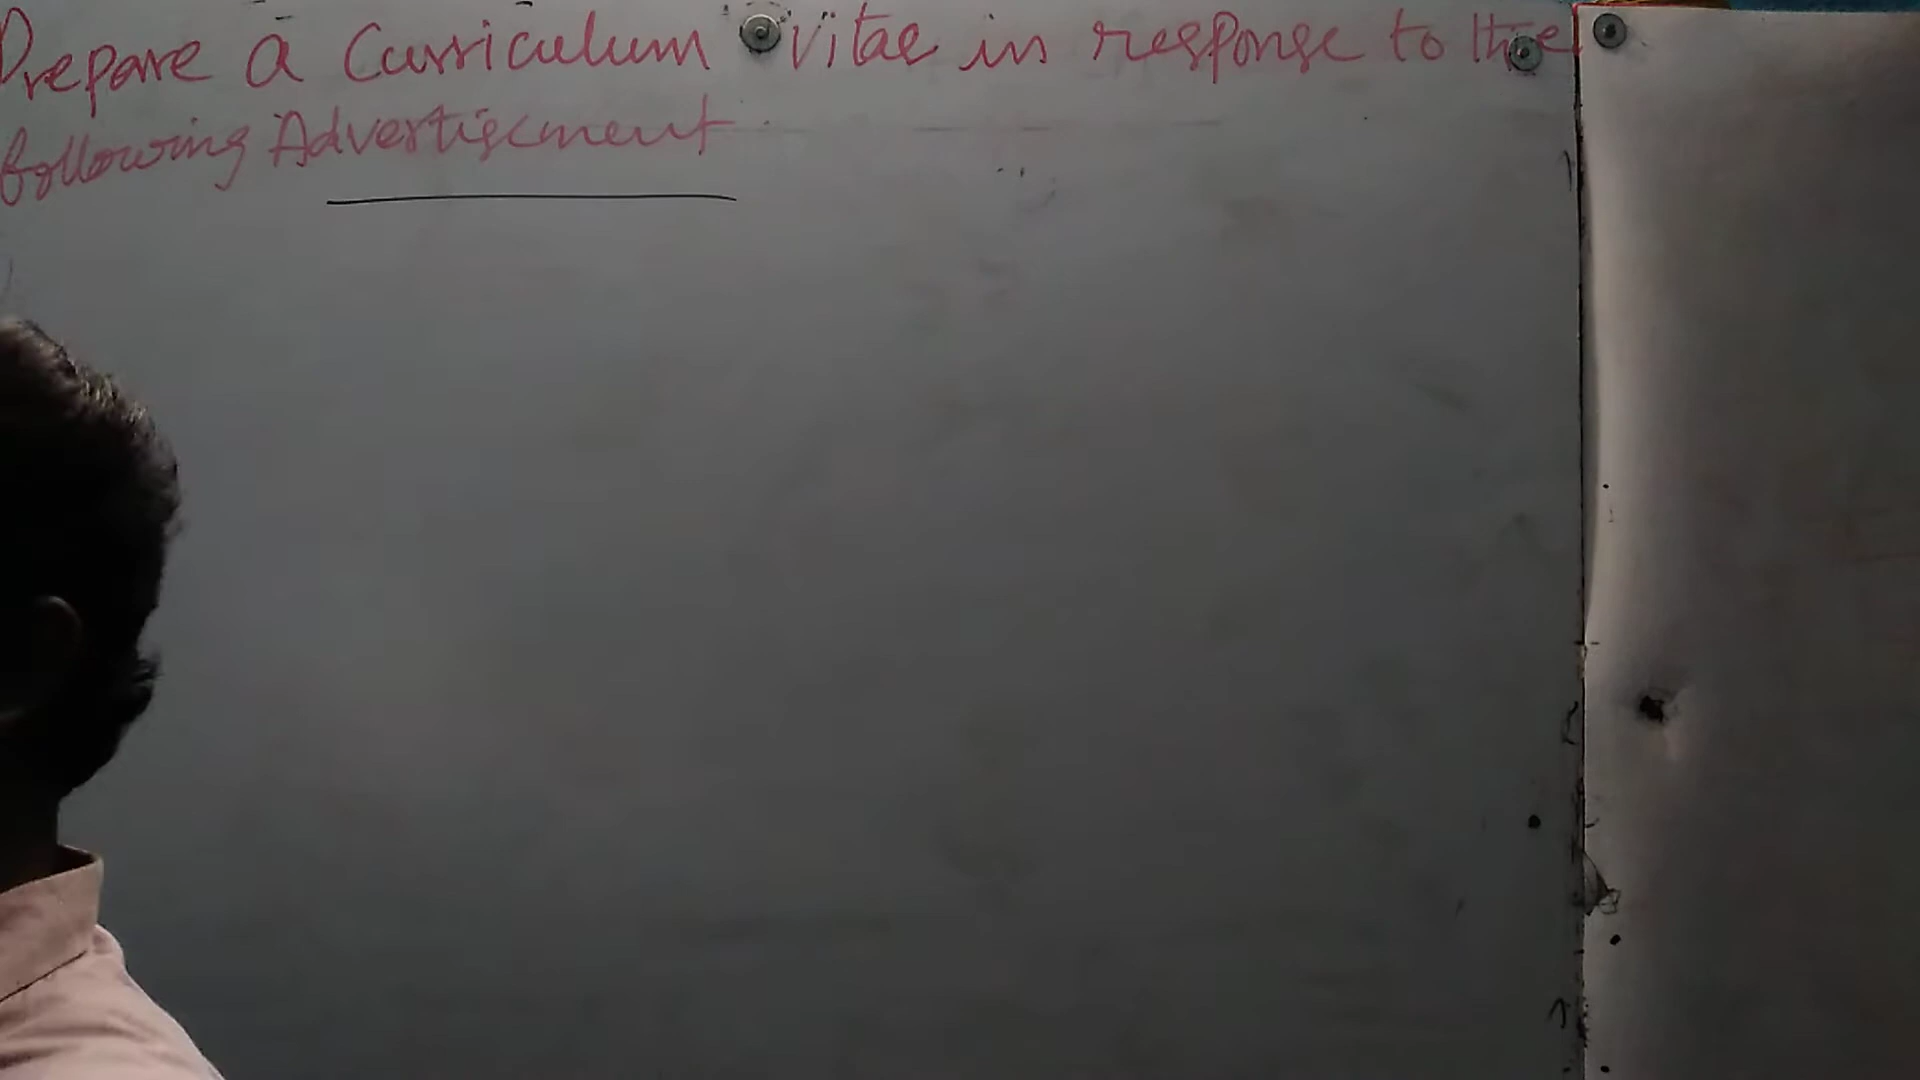 Prepare a Curriculum Vitae in response to the
following Advertisement